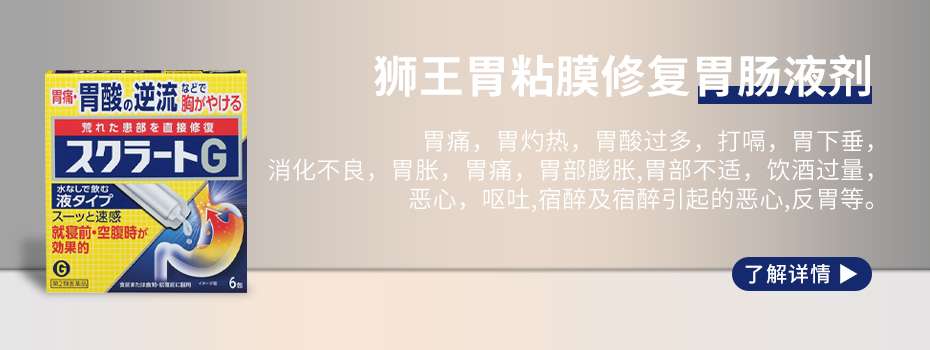 狮王胃粘膜修复胃肠液剂
胃痛，胃灼热，胃酸过多，打嗝，胃下垂，
消化不良，胃胀，胃痛，胃部膨胀,胃部不适，饮酒过量，
恶心，呕吐,宿醉及宿醉引起的恶心,反胃等。
了解详情 ▶
胃痛・胃酸の逆流などで胸がやける
荒れた患部を直接修復
スクラートG
水なしで飲む
液タイプ
スーッと速感
就寝前・空腹時が
効果的
G
第2類医薬品
食前または食間・就寝前に服用
イメージ図
6包